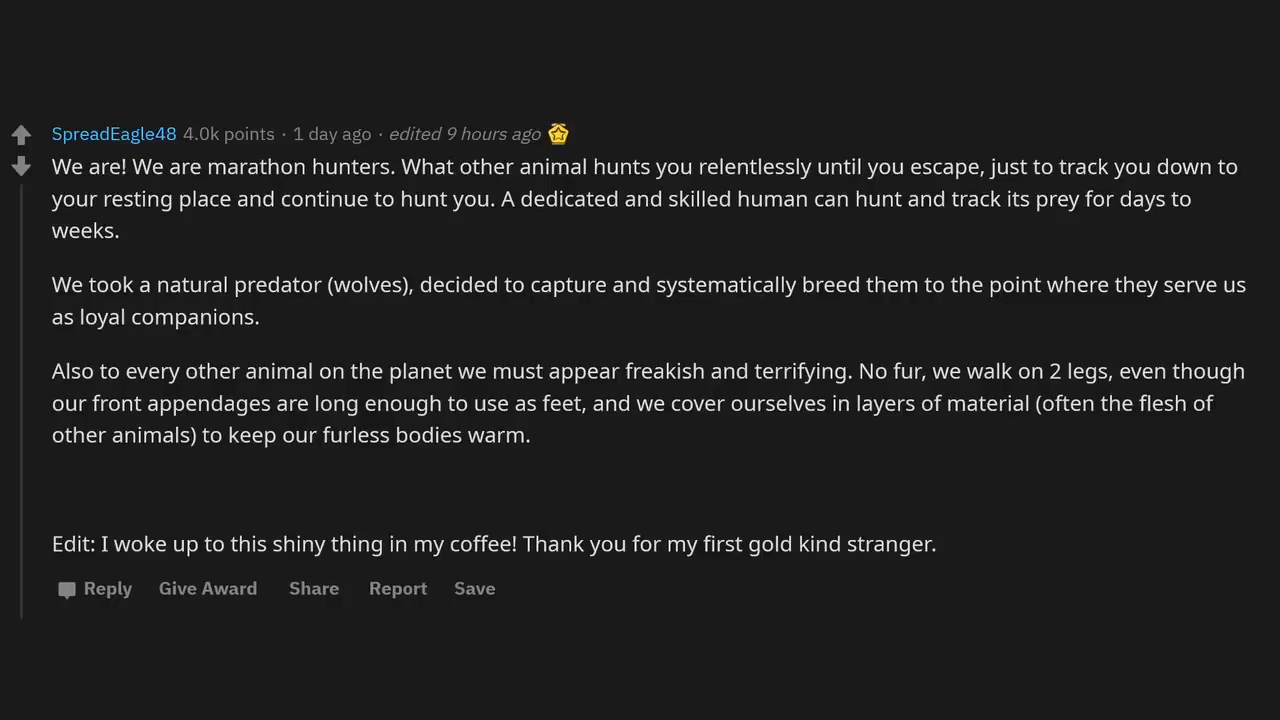 SpreadEagle48 4.0k points · 1 day ago · edited 9 hours ago
We are! We are marathon hunters. What other animal hunts you relentlessly until you escape, just to track you down to
your resting place and continue to hunt you. A dedicated and skilled human can hunt and track its prey for days to
weeks.
We took a natural predator (wolves), decided to capture and systematically breed them to the point where they serve us
as loyal companions.
Also to every other animal on the planet we must appear freakish and terrifying. No fur, we walk on 2 legs, even though
our front appendages are long enough to use as feet, and we cover ourselves in layers of material (often the flesh of
other animals) to keep our furless bodies warm.
Edit: I woke up to this shiny thing in my coffee! Thank you for my first gold kind stranger.
Reply Give Award Share Report Save